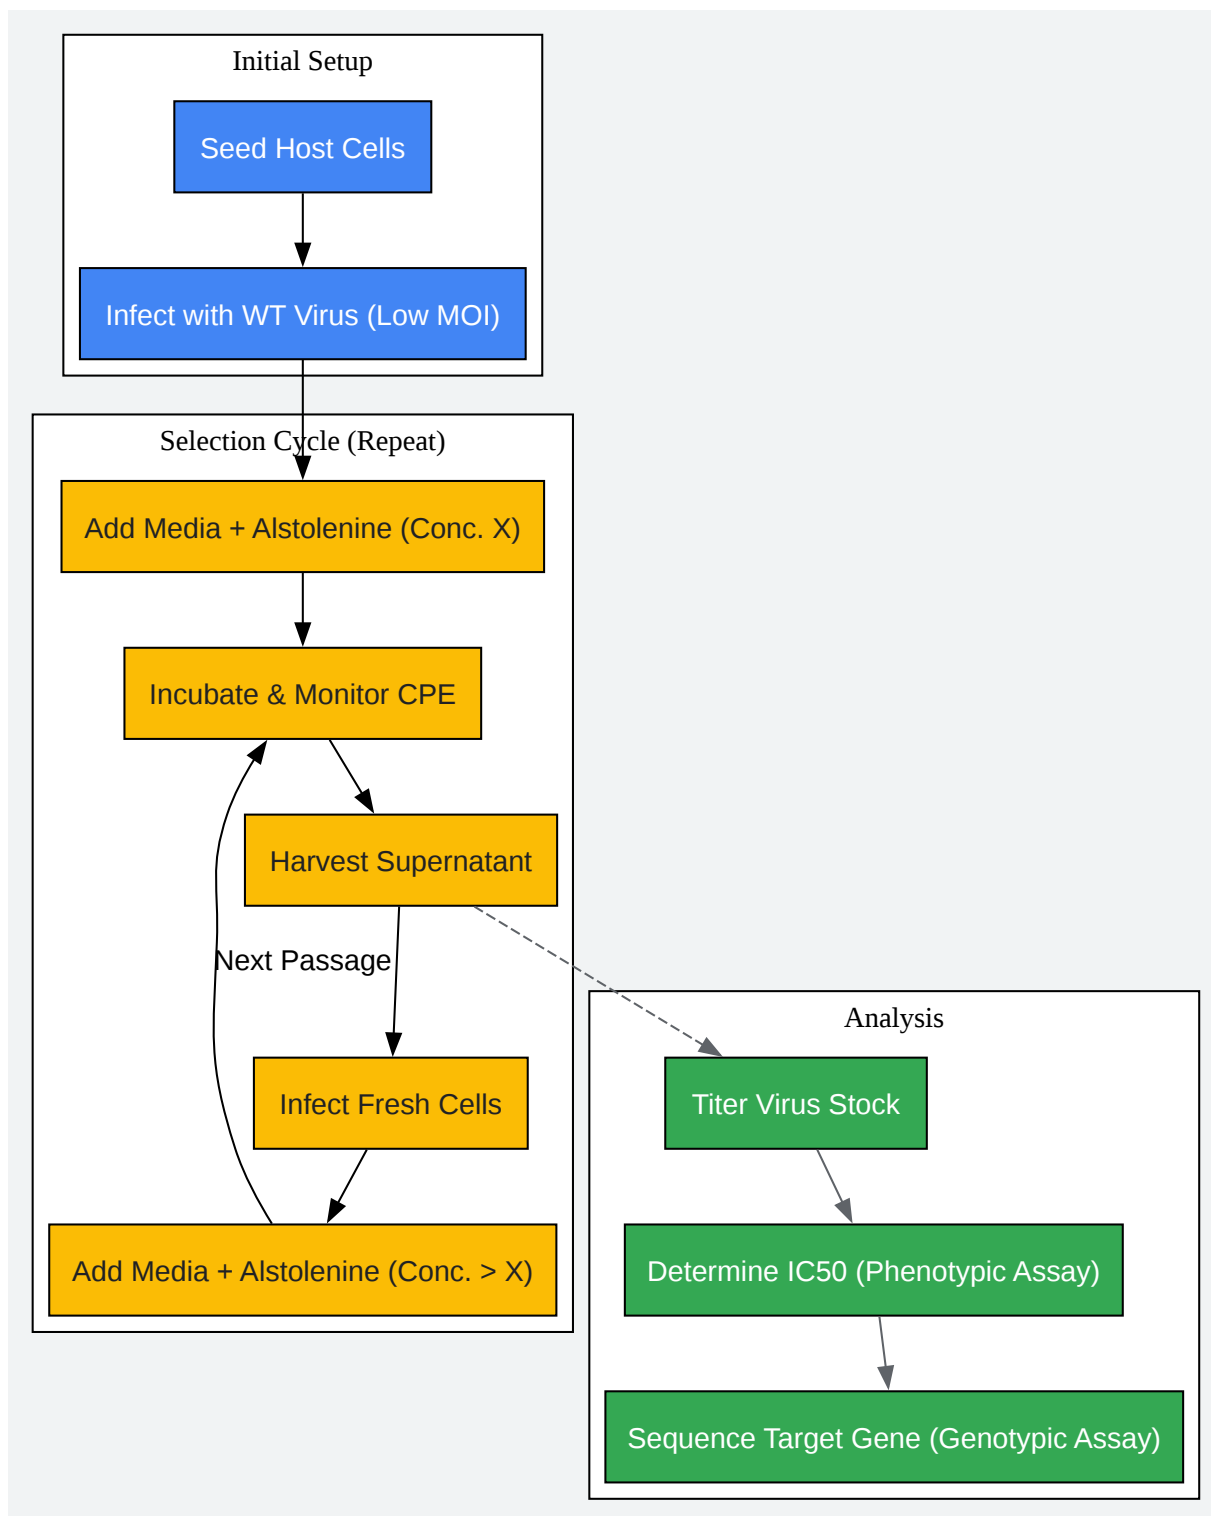 Initial Setup
Seed Host Cells
Infect with WT Virus (Low MOI)
Selection Cycle (Repeat)
Add Media + Alstolenine (Conc. X)
Incubate & Monitor CPE
Harvest Supernatant
Next Passage
Infect Fresh Cells
Add Media + Alstolenine (Conc. > X)
Analysis
Titer Virus Stock
Determine IC50 (Phenotypic Assay)
Sequence Target Gene (Genotypic Assay)